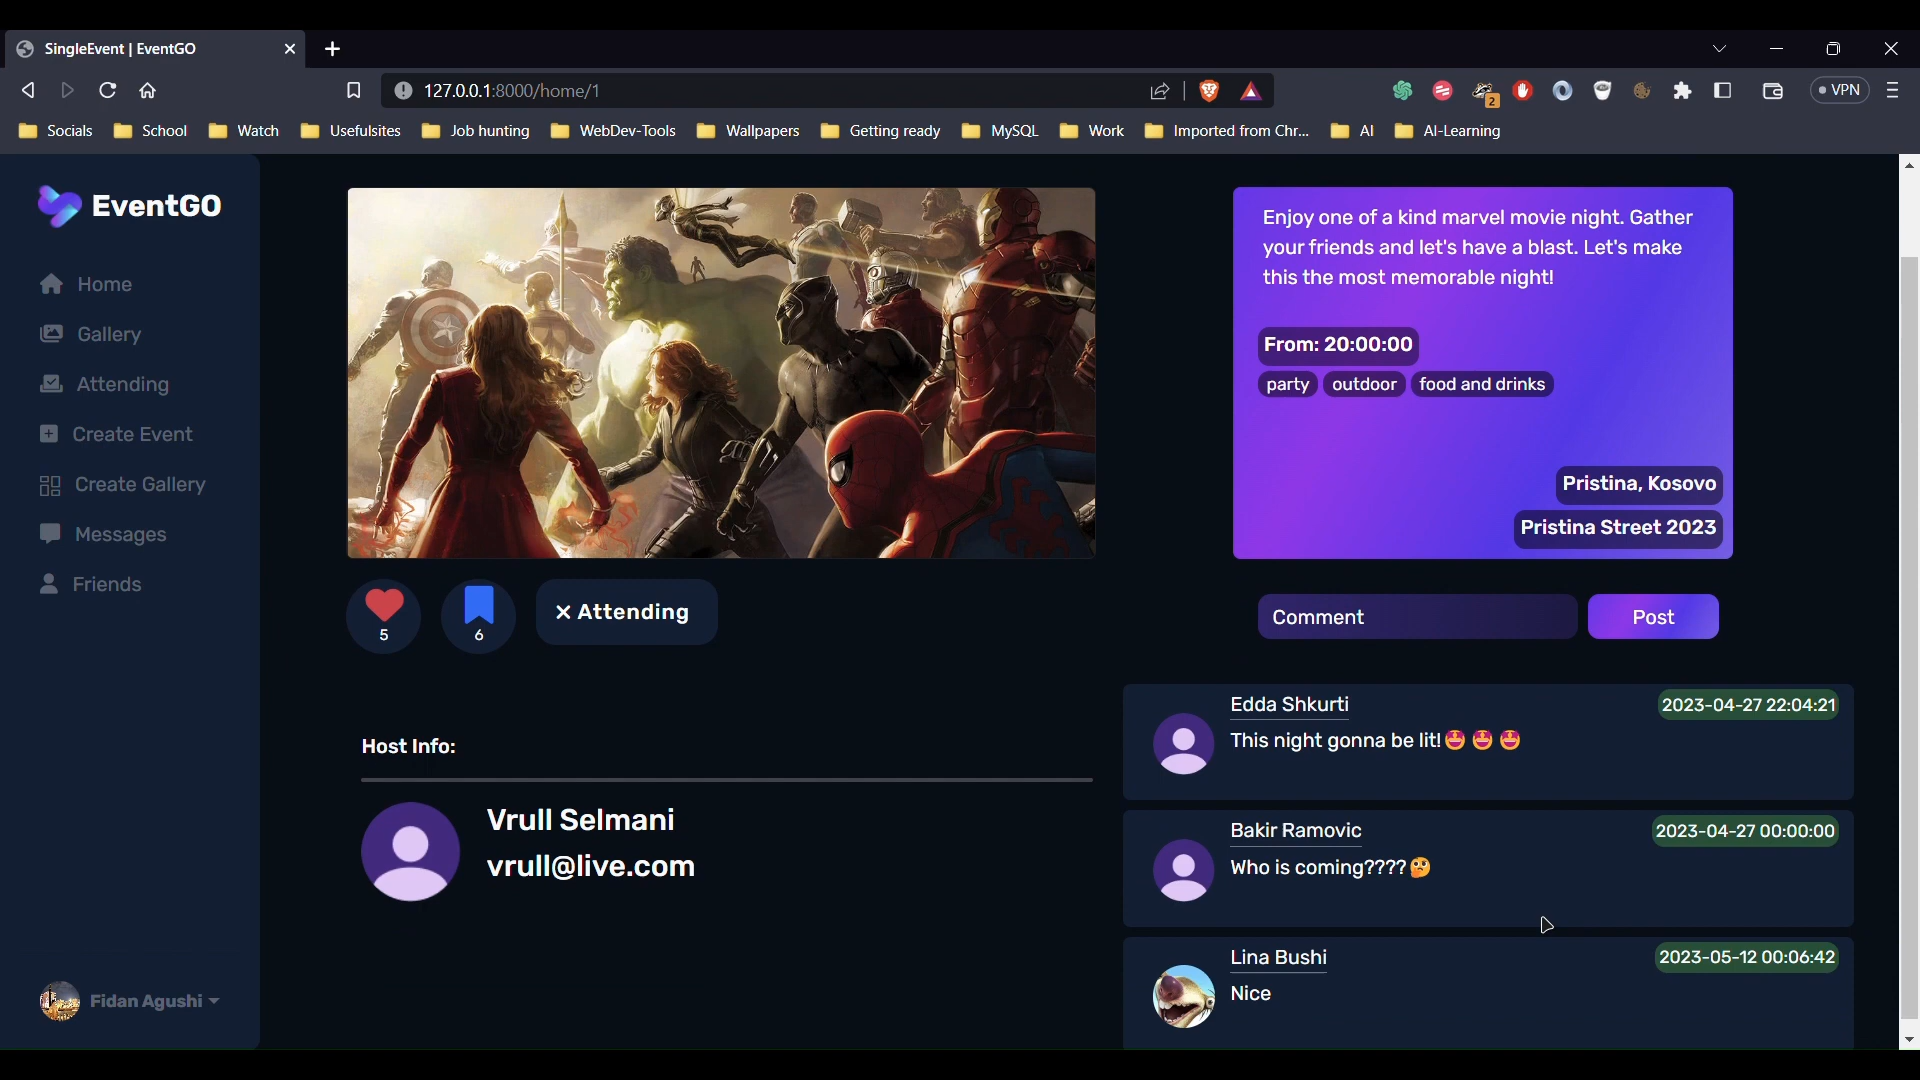 SingleEvent | EventGO
127.0.0.1:8000/home/1
2
VPN
Socials
School
Watch
Usefulsites
Job hunting
WebDev-Tools
Wallpapers
Getting ready
MySQL
Work
Imported from Chr...
AI
AI-Learning
EventGO
Home
Gallery
Attending
Create Event
Create Gallery
Messages
Friends
Fidan Agushi
Enjoy one of a kind marvel movie night. Gather
your friends and let's have a blast. Let's make
this the most memorable night!
From: 20:00:00
party
outdoor
food and drinks
Pristina, Kosovo
Pristina Street 2023
5
6
Attending
Comment
Post
Host Info:
Vrull Selmani
vrull@live.com
Edda Shkurti
2023-04-27 22:04:21
This night gonna be lit!🤩🤩🤩
Bakir Ramovic
2023-04-27 00:00:00
Who is coming????🤔
Lina Bushi
2023-05-12 00:06:42
Nice